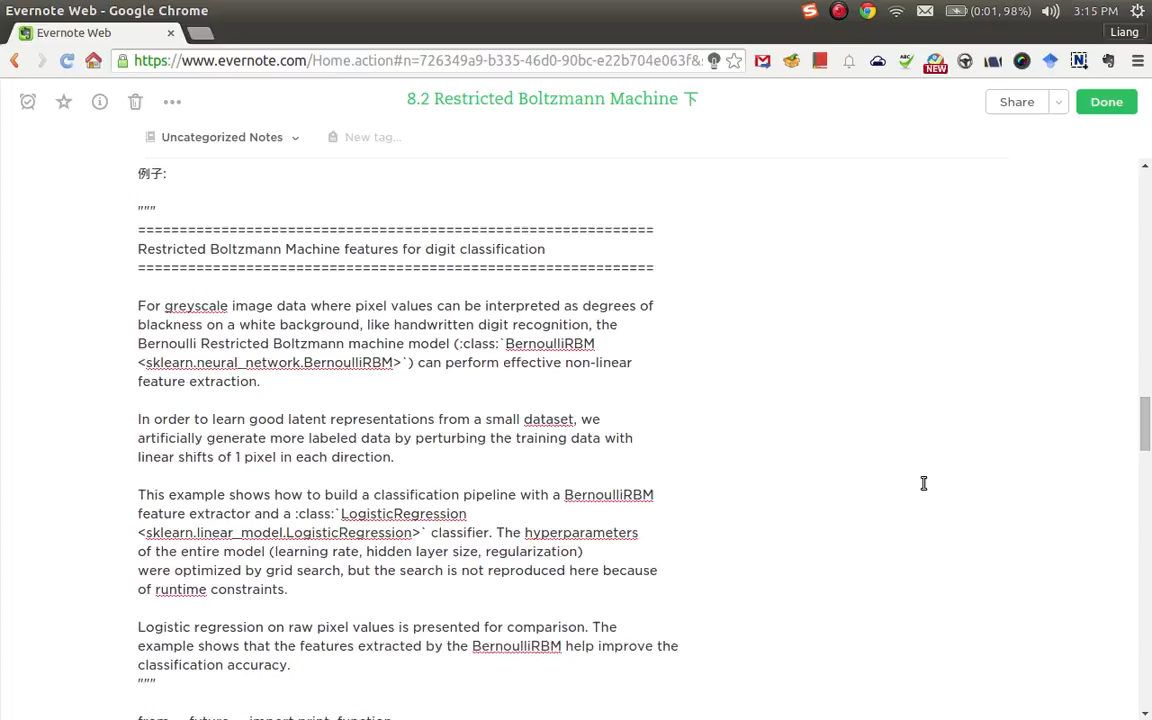 Evernote Web - Google Chrome
(0:01, 98%)
3:15 PM
Evernote Web
Liang
https://www.evernote.com/Home.action#n=726349a9-b335-46d0-90bc-e22b704e063f&
NEW
8.2 Restricted Boltzmann Machine 下
Share
Done
Uncategorized Notes
New tag...
例子:
"""
==============================================================
Restricted Boltzmann Machine features for digit classification
==============================================================
For greyscale image data where pixel values can be interpreted as degrees of
blackness on a white background, like handwritten digit recognition, the
Bernoulli Restricted Boltzmann machine model (:class:`BernoulliRBM
<sklearn.neural_network.BernoulliRBM>`) can perform effective non-linear
feature extraction.
In order to learn good latent representations from a small dataset, we
artificially generate more labeled data by perturbing the training data with
linear shifts of 1 pixel in each direction.
This example shows how to build a classification pipeline with a BernoulliRBM
feature extractor and a :class:`LogisticRegression
<sklearn.linear_model.LogisticRegression>` classifier. The hyperparameters
of the entire model (learning rate, hidden layer size, regularization)
were optimized by grid search, but the search is not reproduced here because
of runtime constraints.
Logistic regression on raw pixel values is presented for comparison. The
example shows that the features extracted by the BernoulliRBM help improve the
classification accuracy.
"""
from __future__ import print_function